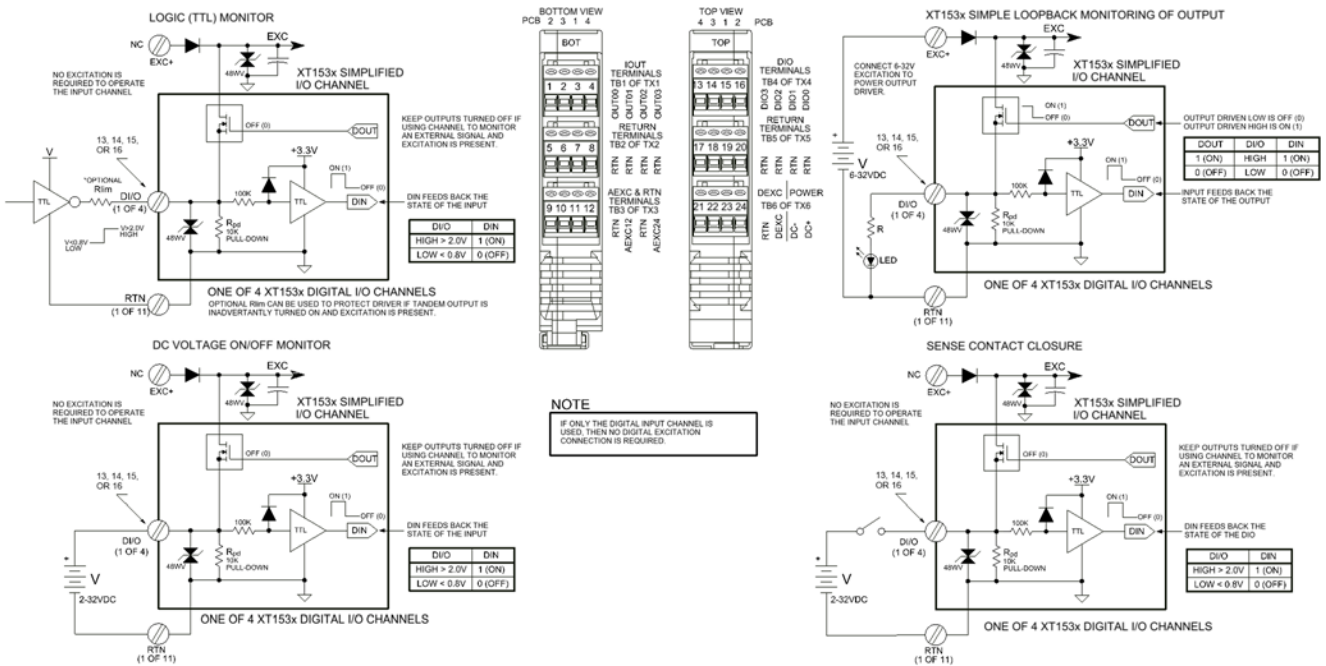 LOGIC (TTL) MONITOR
NC
EXC+
EXC
48WV
NO EXCITATION IS
REQUIRED TO OPERATE
THE INPUT CHANNEL
XT153x SIMPLIFIED
I/O CHANNEL
OFF (0)
DOUT
KEEP OUTPUTS TURNED OFF IF
USING CHANNEL TO MONITOR
AN EXTERNAL SIGNAL AND
EXCITATION IS PRESENT.
13, 14, 15,
OR 16
+3.3V
ON (1)
OFF (0)
V
TTL
*OPTIONAL
Rlim
DI/O
(1 OF 4)
100K
TTL
DIN
DIN FEEDS BACK THE
STATE OF THE INPUT
V>2.0V
HIGH
V<0.8V
LOW
48WV
Rpd
10K
PULL-DOWN
DI/O DIN
HIGH > 2.0V 1 (ON)
LOW < 0.8V 0 (OFF)
RTN
(1 OF 11)
ONE OF 4 XT153x DIGITAL I/O CHANNELS
OPTIONAL Rlim CAN BE USED TO PROTECT DRIVER IF TANDEM OUTPUT IS
INADVERTANTLY TURNED ON AND EXCITATION IS PRESENT.
BOTTOM VIEW
PCB 2 3 1 4
BOT
IOUT
TERMINALS
TB1 OF TX1
1 2 3 4
OUT00
OUT01
OUT02
OUT03
RETURN
TERMINALS
TB2 OF TX2
5 6 7 8
RTN
RTN
RTN
RTN
AEXC & RTN
TERMINALS
TB3 OF TX3
9 10 11 12
RTN
AEXC12
RTN
AEXC24
TOP VIEW
4 3 1 2 PCB
TOP
DIO
TERMINALS
TB4 OF TX4
13 14 15 16
DIO3
DIO2
DIO1
DIO0
RETURN
TERMINALS
TB5 OF TX5
17 18 19 20
RTN
RTN
RTN
RTN
DEXC POWER
TB6 OF TX6
21 22 23 24
RTN
DEXC
DC-
DC+
XT153x SIMPLE LOOPBACK MONITORING OF OUTPUT
EXC+
EXC
48WV
CONNECT 6-32V
EXCITATION TO
POWER OUTPUT
DRIVER.
XT153x SIMPLIFIED
I/O CHANNEL
ON (1)
OFF (0)
DOUT
OUTPUT DRIVEN LOW IS OFF (0)
OUTPUT DRIVEN HIGH IS ON (1)
DOUT DI/O DIN
1 (ON) HIGH 1 (ON)
0 (OFF) LOW 0 (OFF)
13, 14, 15,
OR 16
+3.3V
ON (1)
OFF (0)
+
V
6-32VDC
DI/O
(1 OF 4)
100K
TTL
DIN
INPUT FEEDS BACK THE
STATE OF THE OUTPUT
R
LED
48WV
Rpd
10K
PULL-DOWN
RTN
(1 OF 11)
ONE OF 4 XT153x DIGITAL I/O CHANNELS
DC VOLTAGE ON/OFF MONITOR
NC
EXC+
EXC
48WV
NO EXCITATION IS
REQUIRED TO OPERATE
THE INPUT CHANNEL
XT153x SIMPLIFIED
I/O CHANNEL
OFF (0)
DOUT
KEEP OUTPUTS TURNED OFF IF
USING CHANNEL TO MONITOR
AN EXTERNAL SIGNAL AND
EXCITATION IS PRESENT.
13, 14, 15,
OR 16
+3.3V
ON (1)
OFF (0)
DI/O
(1 OF 4)
100K
TTL
DIN
DIN FEEDS BACK THE
STATE OF THE INPUT
+
V
2-32VDC
48WV
Rpd
10K
PULL-DOWN
DI/O DIN
HIGH > 2.0V 1 (ON)
LOW < 0.8V 0 (OFF)
RTN
(1 OF 11)
ONE OF 4 XT153x DIGITAL I/O CHANNELS
NOTE
IF ONLY THE DIGITAL INPUT CHANNEL IS
USED, THEN NO DIGITAL EXCITATION
CONNECTION IS REQUIRED.
SENSE CONTACT CLOSURE
NC
EXC+
EXC
48WV
NO EXCITATION IS
REQUIRED TO OPERATE
THE INPUT CHANNEL
XT153x SIMPLIFIED
I/O CHANNEL
OFF (0)
DOUT
KEEP OUTPUTS TURNED OFF IF
USING CHANNEL TO MONITOR
AN EXTERNAL SIGNAL AND
EXCITATION IS PRESENT.
13, 14, 15,
OR 16
+3.3V
ON (1)
OFF (0)
DI/O
(1 OF 4)
100K
TTL
DIN
DIN FEEDS BACK THE
STATE OF THE DIO
+
V
2-32VDC
48WV
Rpd
10K
PULL-DOWN
DI/O DIN
HIGH > 2.0V 1 (ON)
LOW < 0.8V 0 (OFF)
RTN
(1 OF 11)
ONE OF 4 XT153x DIGITAL I/O CHANNELS